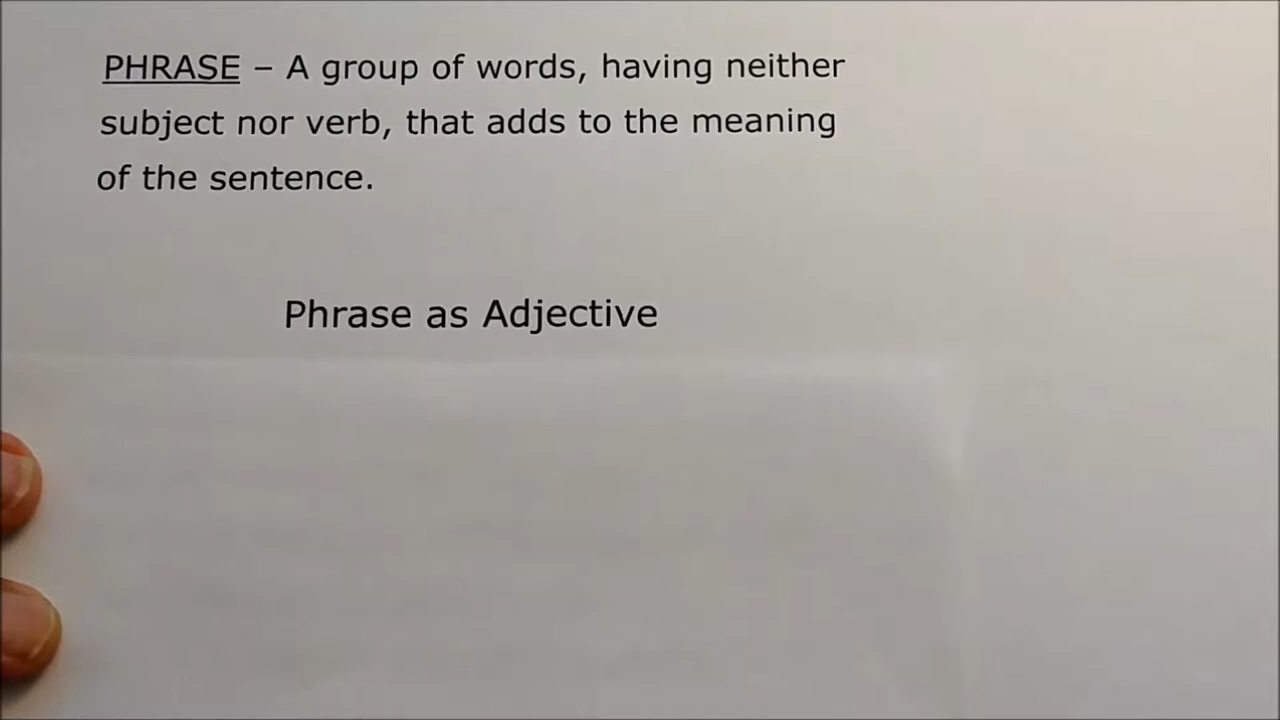 PHRASE – A group of words, having neither
subject nor verb, that adds to the meaning
of the sentence.
Phrase as Adjective